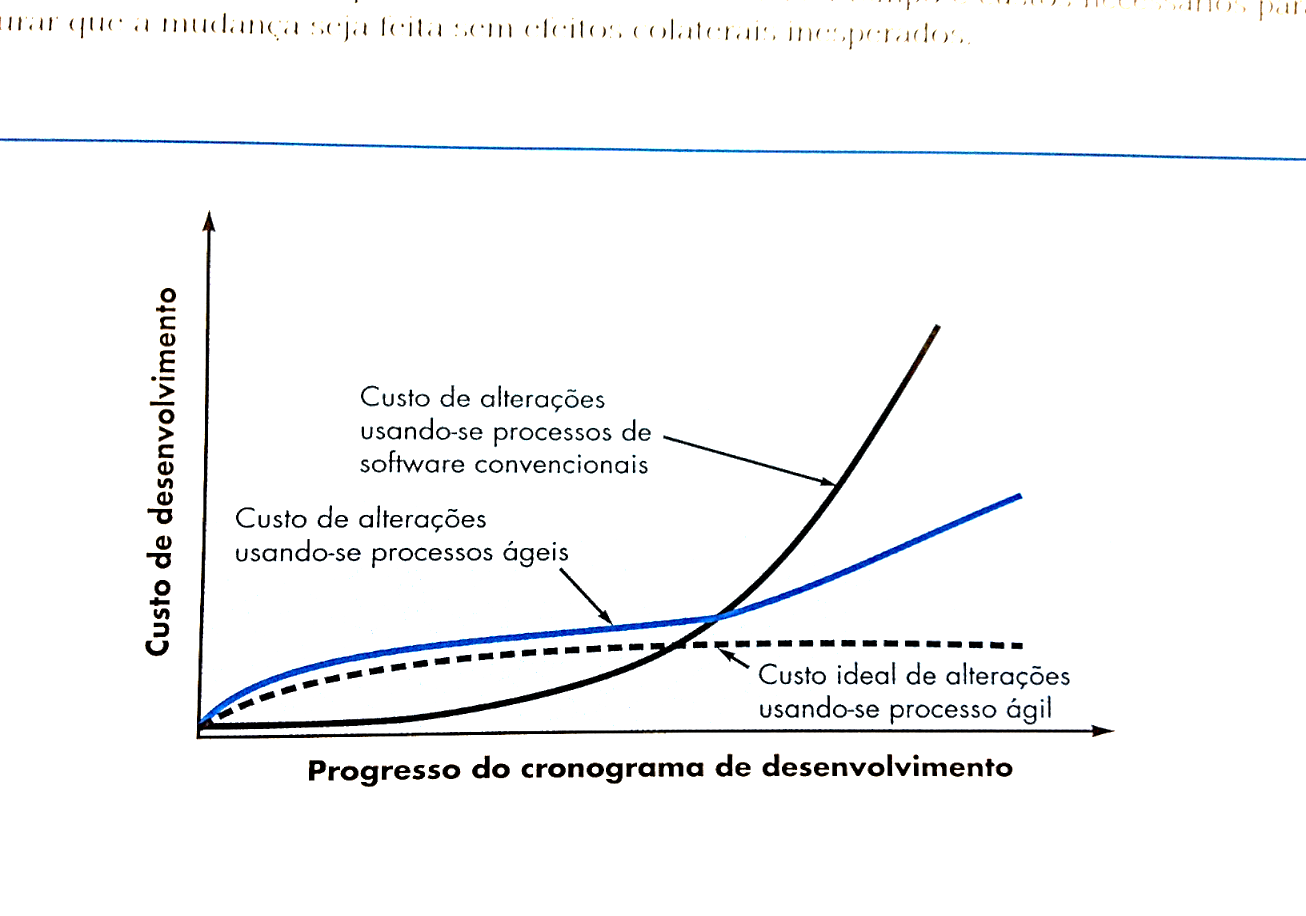 urar que a mudança seja feita sem efeitos colaterais inesperados.
Custo de desenvolvimento
Custo de alterações
usando-se processos de
software convencionais
Custo de alterações
usando-se processos ágeis
Custo ideal de alterações
usando-se processo ágil
Progresso do cronograma de desenvolvimento